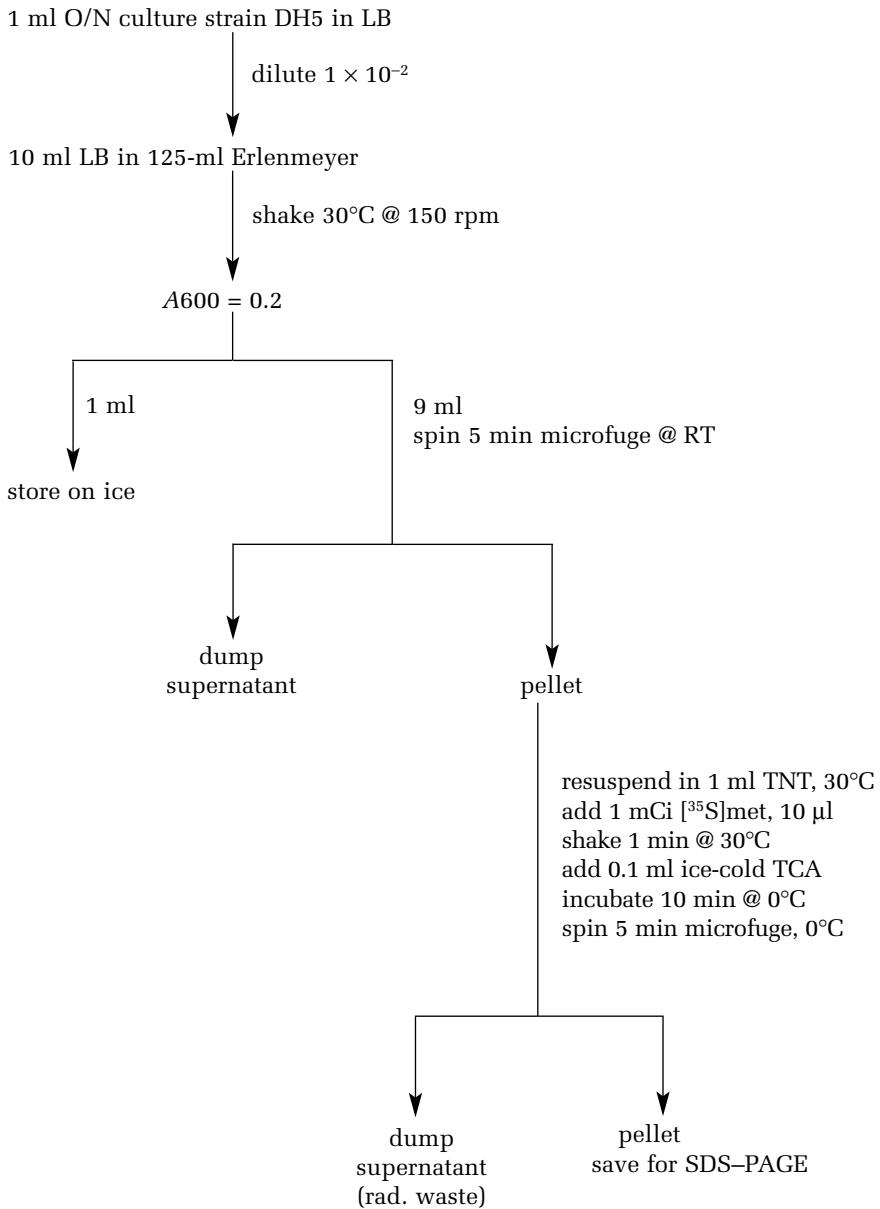 1 ml O/N culture strain DH5 in LB
dilute 1 × 10⁻²
10 ml LB in 125-ml Erlenmeyer
shake 30°C @ 150 rpm
A600 = 0.2
1 ml
store on ice
9 ml
spin 5 min microfuge @ RT
dump
supernatant
pellet
resuspend in 1 ml TNT, 30°C
add 1 mCi [³⁵S]met, 10 µl
shake 1 min @ 30°C
add 0.1 ml ice-cold TCA
incubate 10 min @ 0°C
spin 5 min microfuge, 0°C
dump
supernatant
(rad. waste)
pellet
save for SDS–PAGE